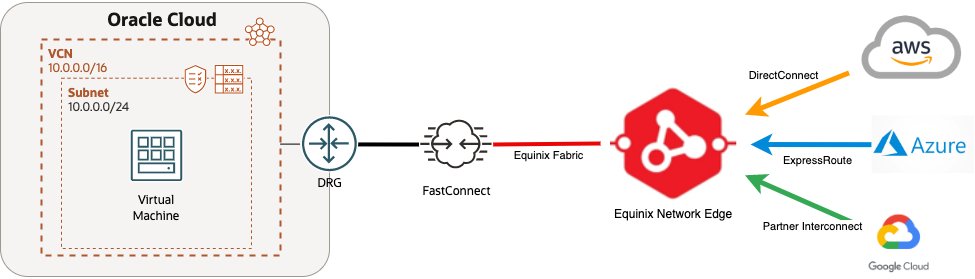 Oracle Cloud
VCN
10.0.0.0/16
X.X.X.
X.X.X.
X.X.X.
Subnet
10.0.0.0/24
Virtual
Machine
DRG
FastConnect
Equinix Fabric
Equinix Network Edge
DirectConnect
aws
ExpressRoute
Azure
Partner Interconnect
Google Cloud